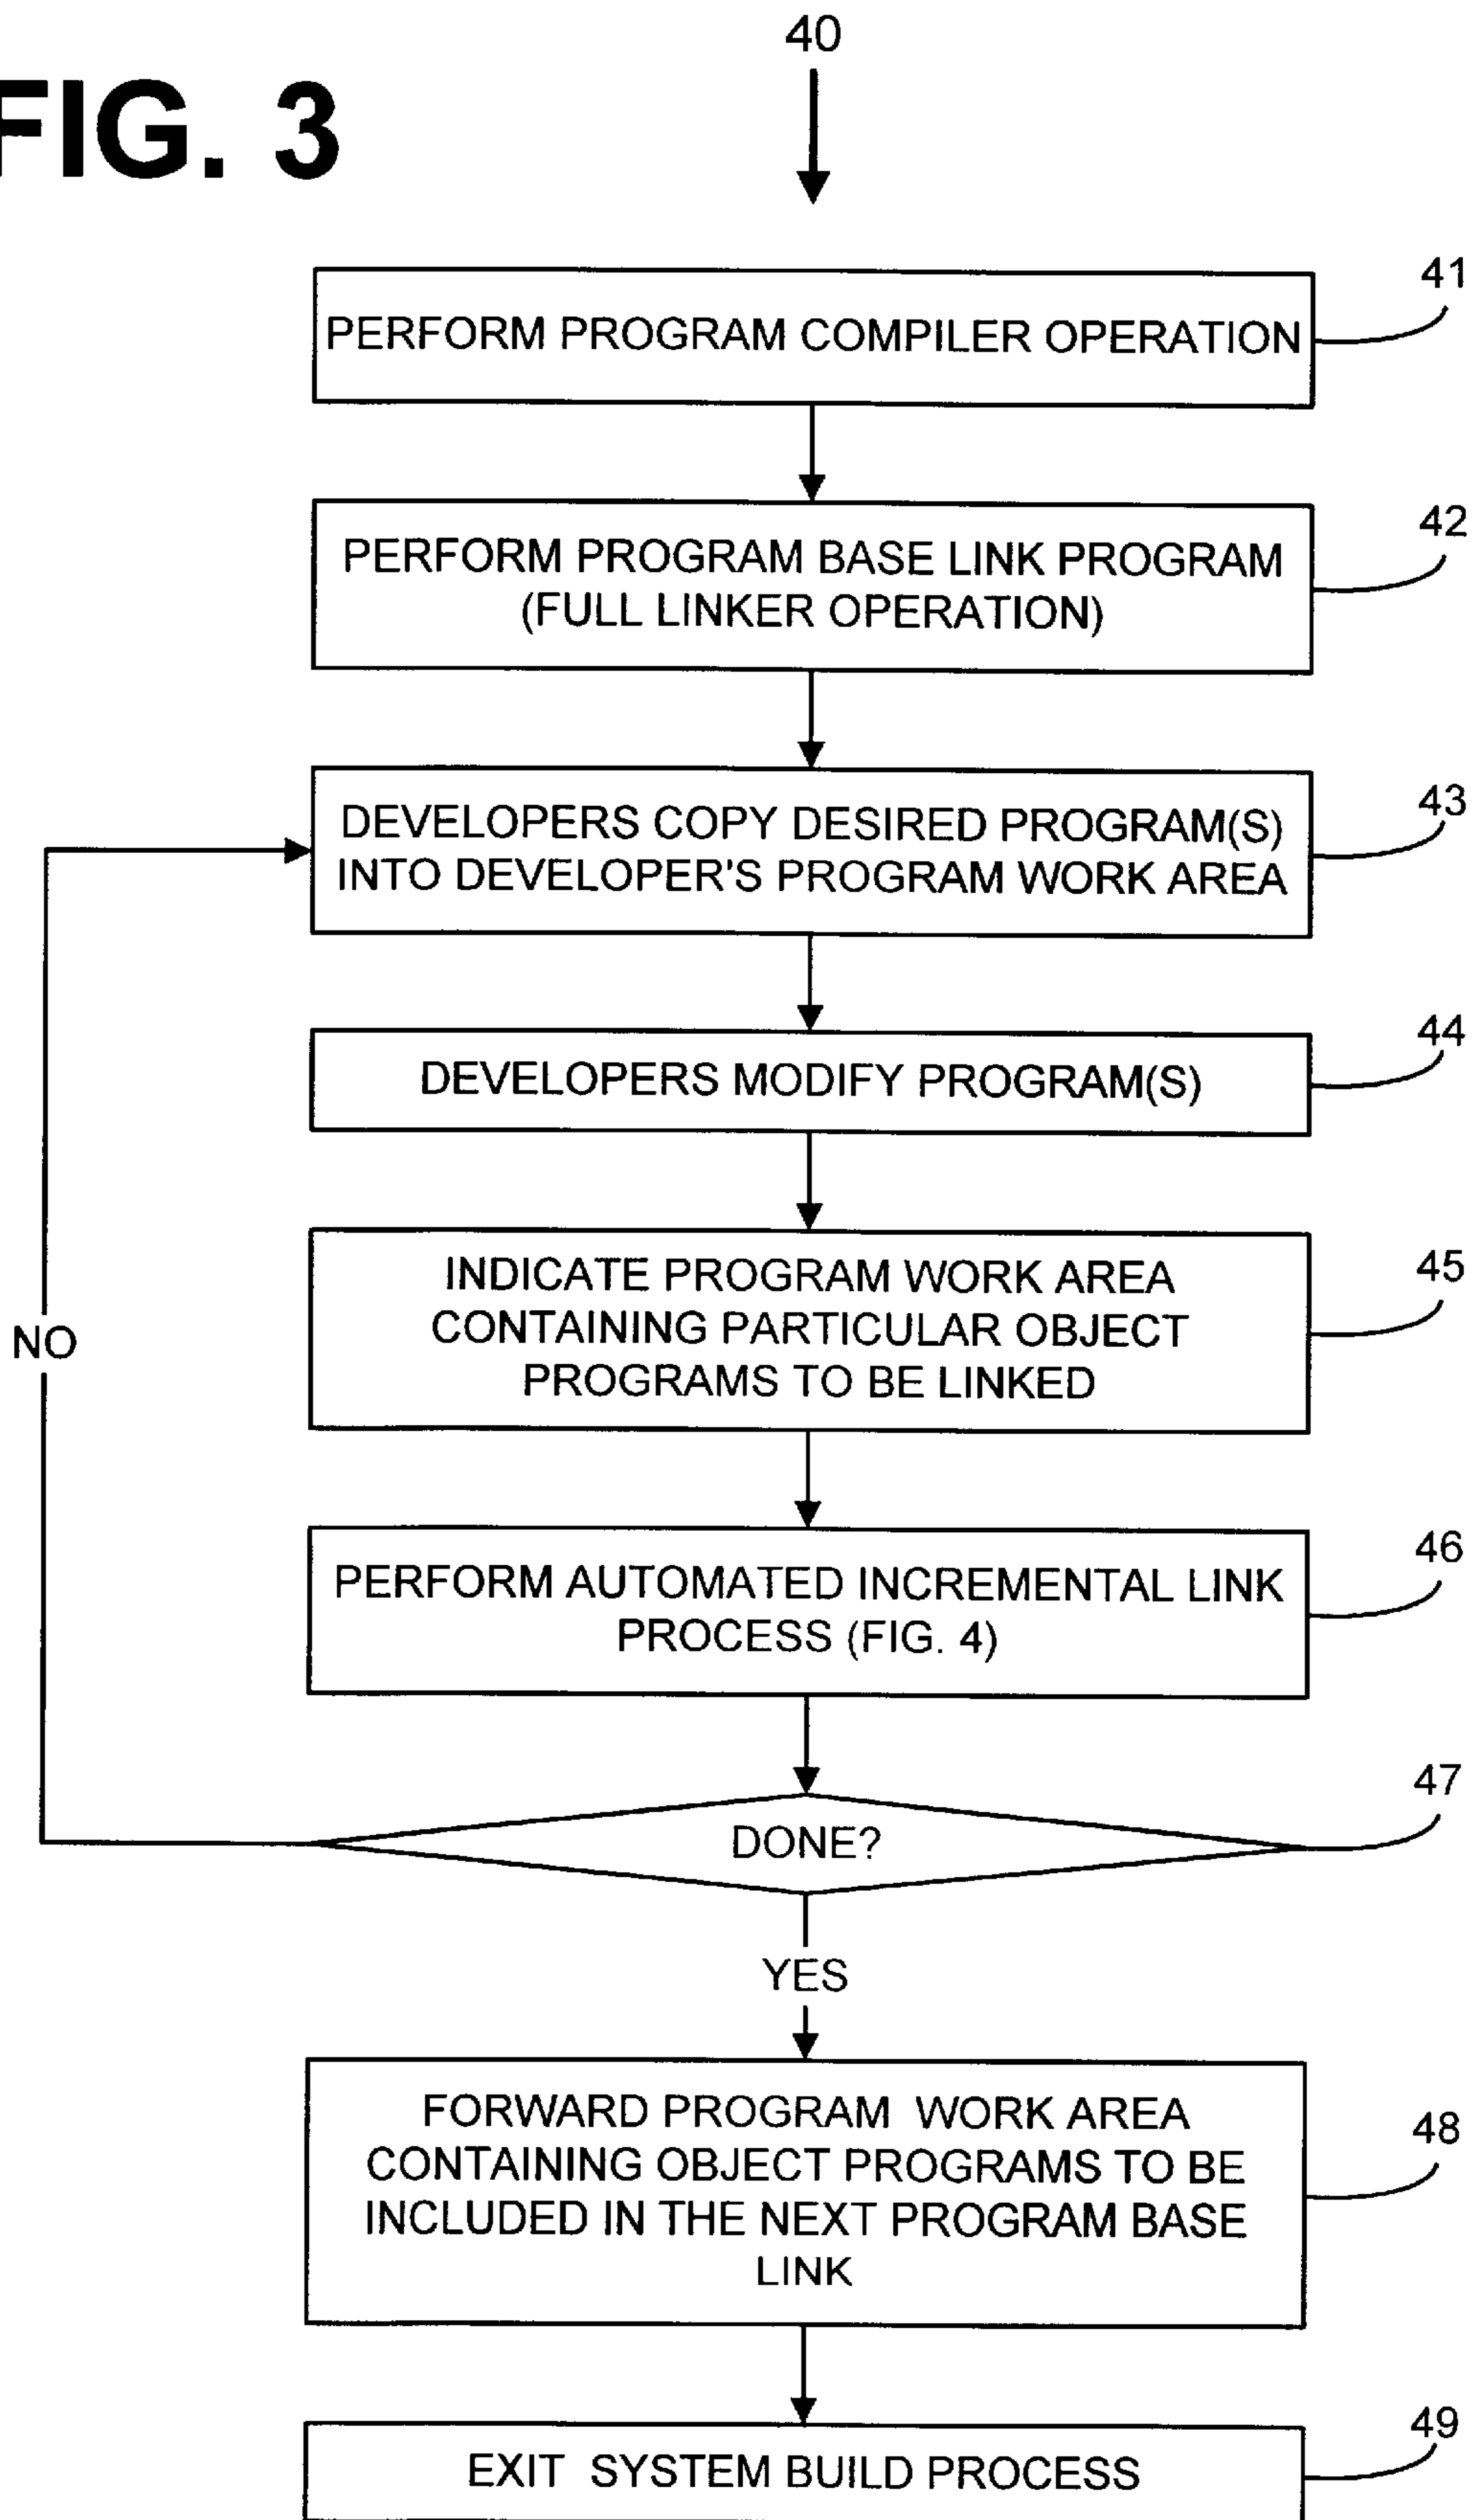 40
FIG. 3
41
PERFORM PROGRAM COMPILER OPERATION
42
PERFORM PROGRAM BASE LINK PROGRAM
(FULL LINKER OPERATION)
43
DEVELOPERS COPY DESIRED PROGRAM(S)
INTO DEVELOPER'S PROGRAM WORK AREA
44
DEVELOPERS MODIFY PROGRAM(S)
45
INDICATE PROGRAM WORK AREA
CONTAINING PARTICULAR OBJECT
PROGRAMS TO BE LINKED
NO
46
PERFORM AUTOMATED INCREMENTAL LINK
PROCESS (FIG. 4)
47
DONE?
YES
48
FORWARD PROGRAM WORK AREA
CONTAINING OBJECT PROGRAMS TO BE
INCLUDED IN THE NEXT PROGRAM BASE
LINK
49
EXIT SYSTEM BUILD PROCESS